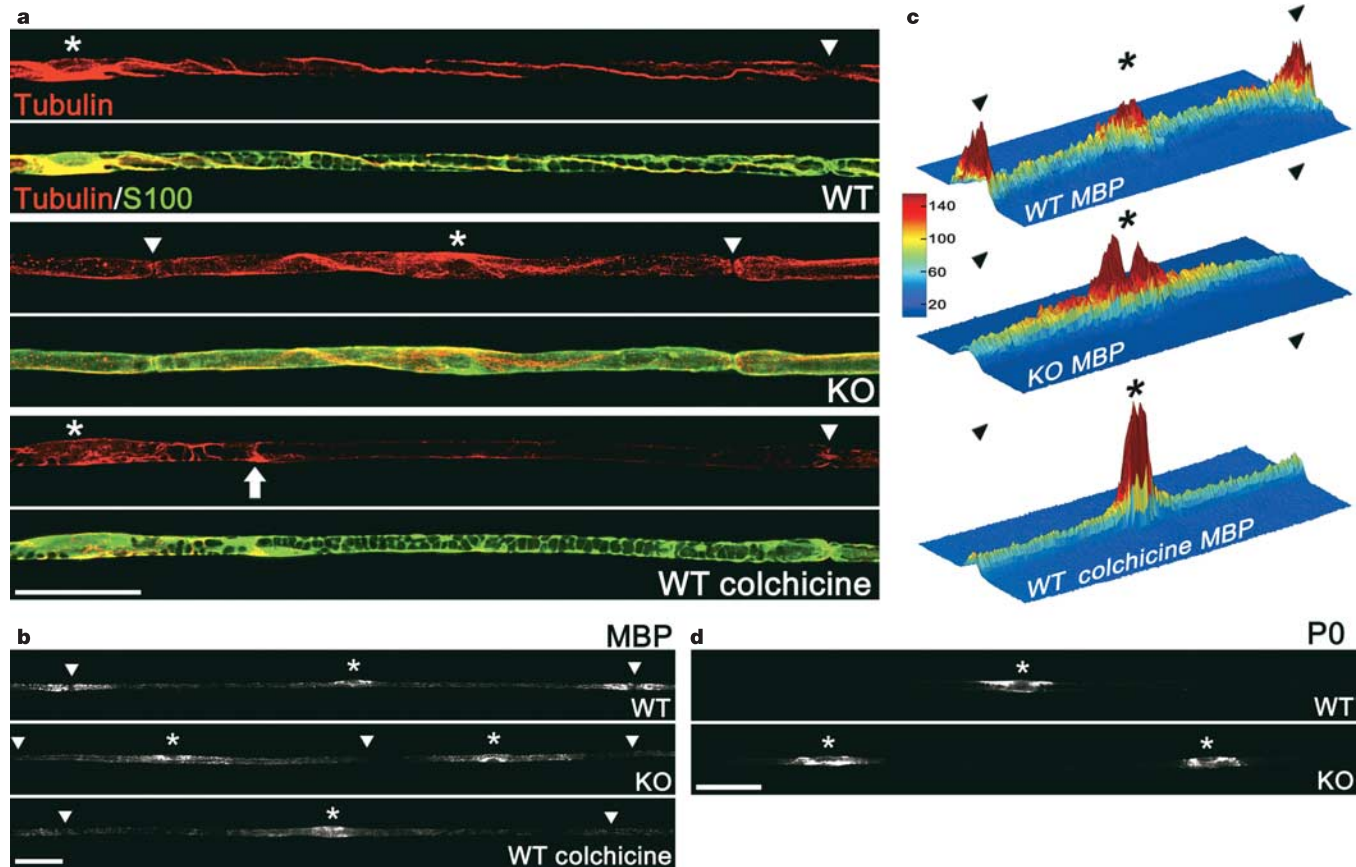 a
*
Tubulin
Tubulin/S100
WT
*
KO
*
WT colchicine
b
MBP
*
WT
* *
KO
*
WT colchicine
c
*
WT MBP
140
100
60
20
*
KO MBP
*
WT colchicine MBP
d
P0
*
WT
* *
KO